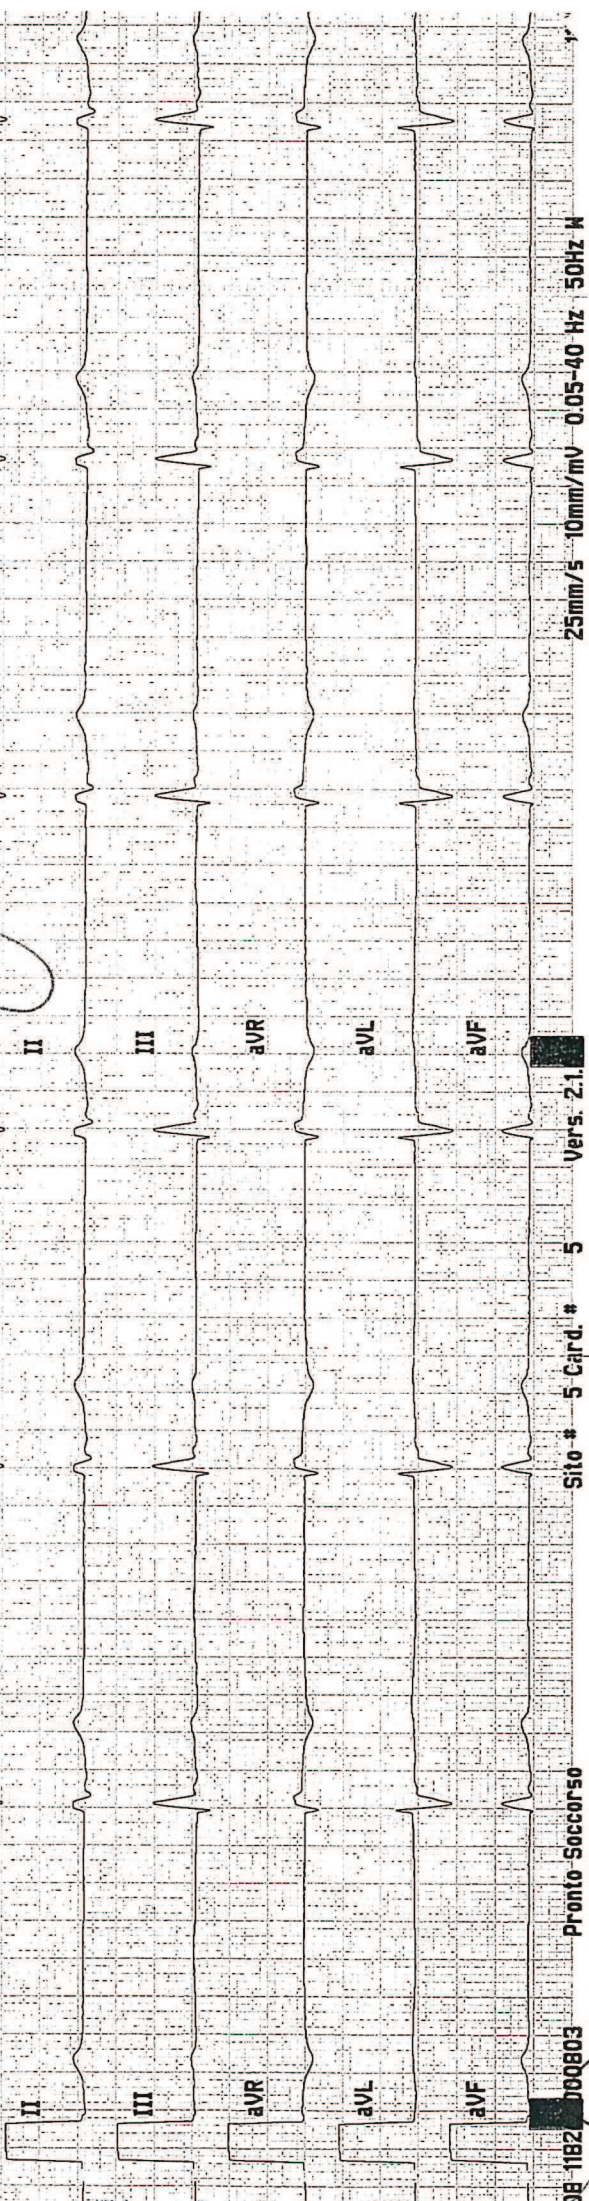 II
III
aVR
aVL
aVF
II
III
aVR
aVL
aVF
Pronto Soccorso Sito # 5 Card. # 5 Vers. 2.1. 25mm/s 10mm/mV 0.05-40 Hz 50Hz